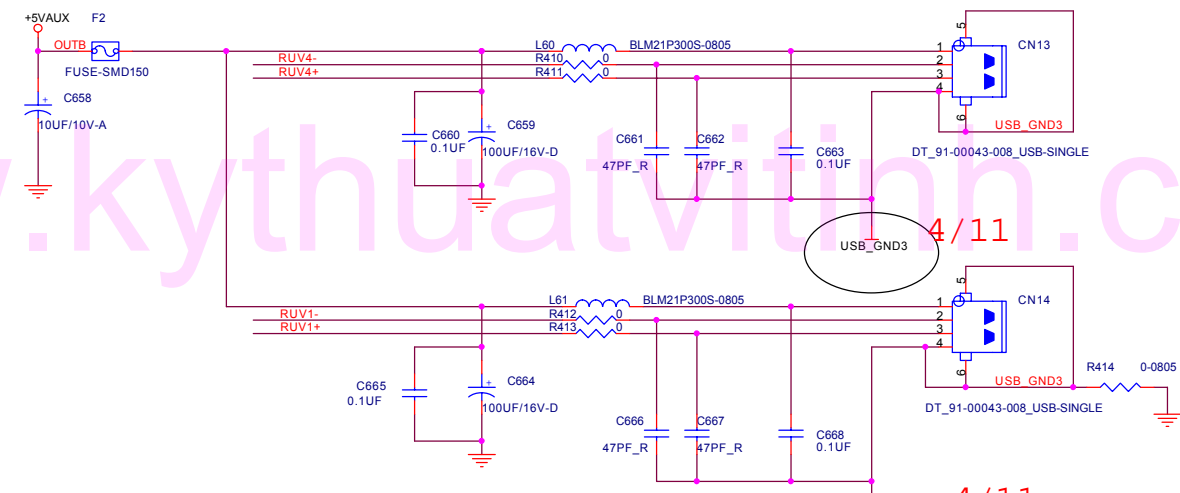 +5VAUX F2
OUTB
FUSE-SMD150
C658
10UF/10V-A
RUV4-
RUV4+
L60 BLM21P300S-0805
R410 0
R411 0
C660
0.1UF
C659
100UF/16V-D
C661
47PF_R
C662
47PF_R
C663
0.1UF
5
1
2
3
4
6
CN13
USB_GND3
DT_91-00043-008_USB-SINGLE
.kythuatvitinh.c
4/11
USB_GND3
RUV1-
RUV1+
L61 BLM21P300S-0805
R412 0
R413 0
C665
0.1UF
C664
100UF/16V-D
C666
47PF_R
C667
47PF_R
C668
0.1UF
5
1
2
3
4
6
CN14
USB_GND3
R414 0-0805
DT_91-00043-008_USB-SINGLE
4/11